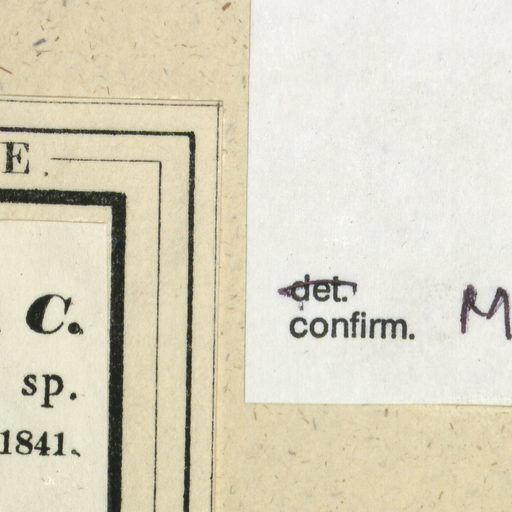 E.
C.
sp.
1841.
det.
confirm. M